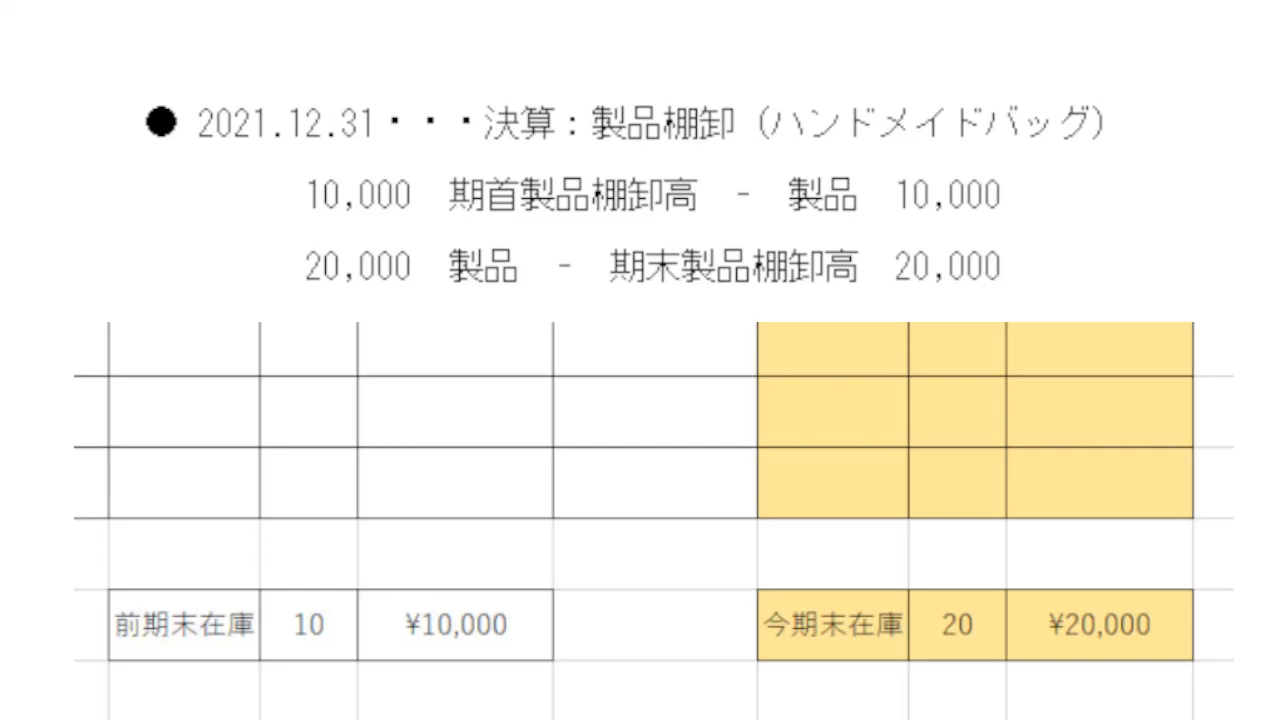 ● 2021.12.31・・・決算：製品棚卸（ハンドメイドバッグ）
10,000 期首製品棚卸高 － 製品 10,000
20,000 製品 － 期末製品棚卸高 20,000
前期末在庫 10 ¥10,000 今期末在庫 20 ¥20,000